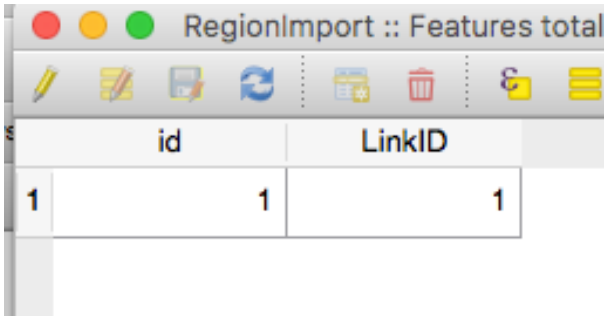 RegionImport :: Features total
ε
id LinkID
1 1 1